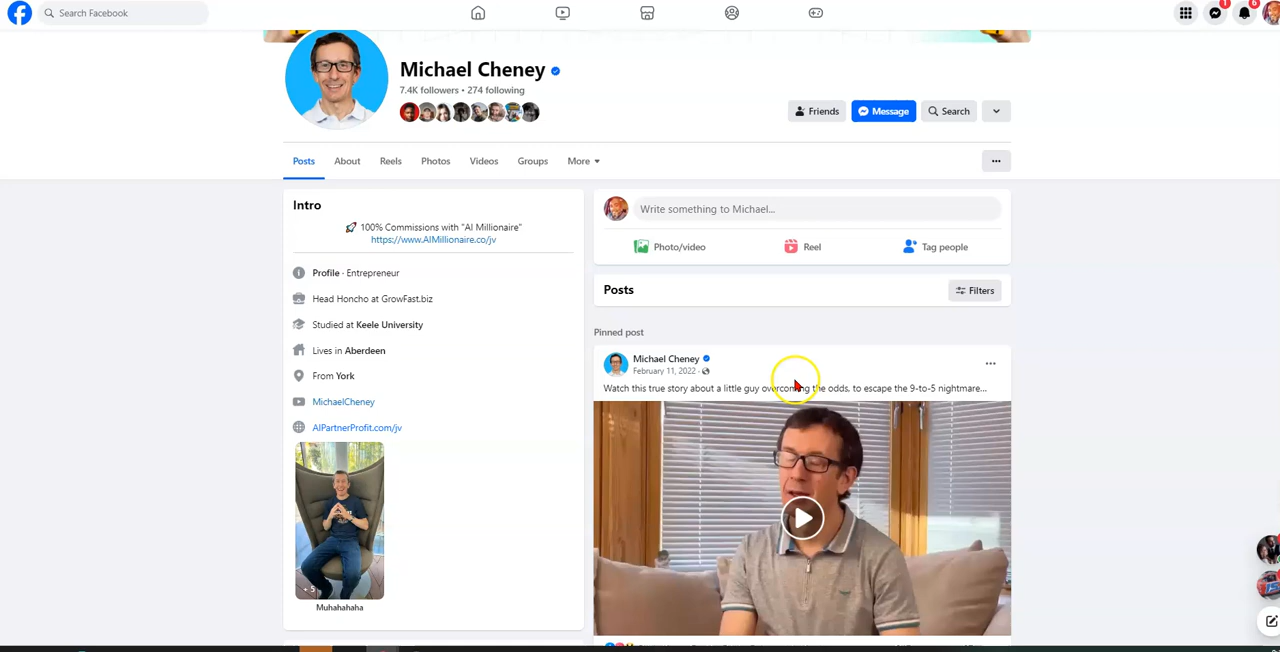 Search Facebook
1
6
Michael Cheney
7.4K followers • 274 following
Friends
Message
Search
Posts
About
Reels
Photos
Videos
Groups
More
Intro
🚀 100% Commissions with "AI Millionaire"
https://www.AIMillionaire.co/jv
Profile · Entrepreneur
Head Honcho at GrowFast.biz
Studied at Keele University
Lives in Aberdeen
From York
MichaelCheney
AIPartnerProfit.com/jv
+ 5
Muhahahaha
Write something to Michael...
Photo/video
Reel
Tag people
Posts
Filters
Pinned post
Michael Cheney
February 11, 2022 ·
Watch this true story about a little guy overcoming the odds, to escape the 9-to-5 nightmare...